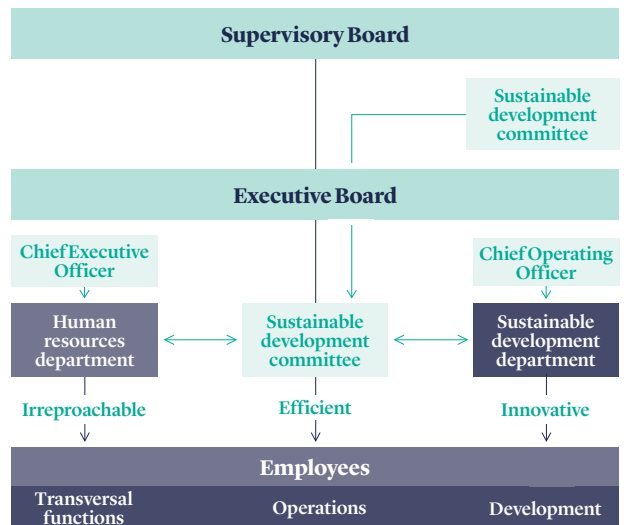 Supervisory Board
Sustainable
development
committee
Executive Board
Chief Executive
Officer
Chief Operating
Officer
Human
resources
department
Sustainable
development
committee
Sustainable
development
department
Irreproachable
Efficient
Innovative
Employees
Transversal
functions
Operations
Development